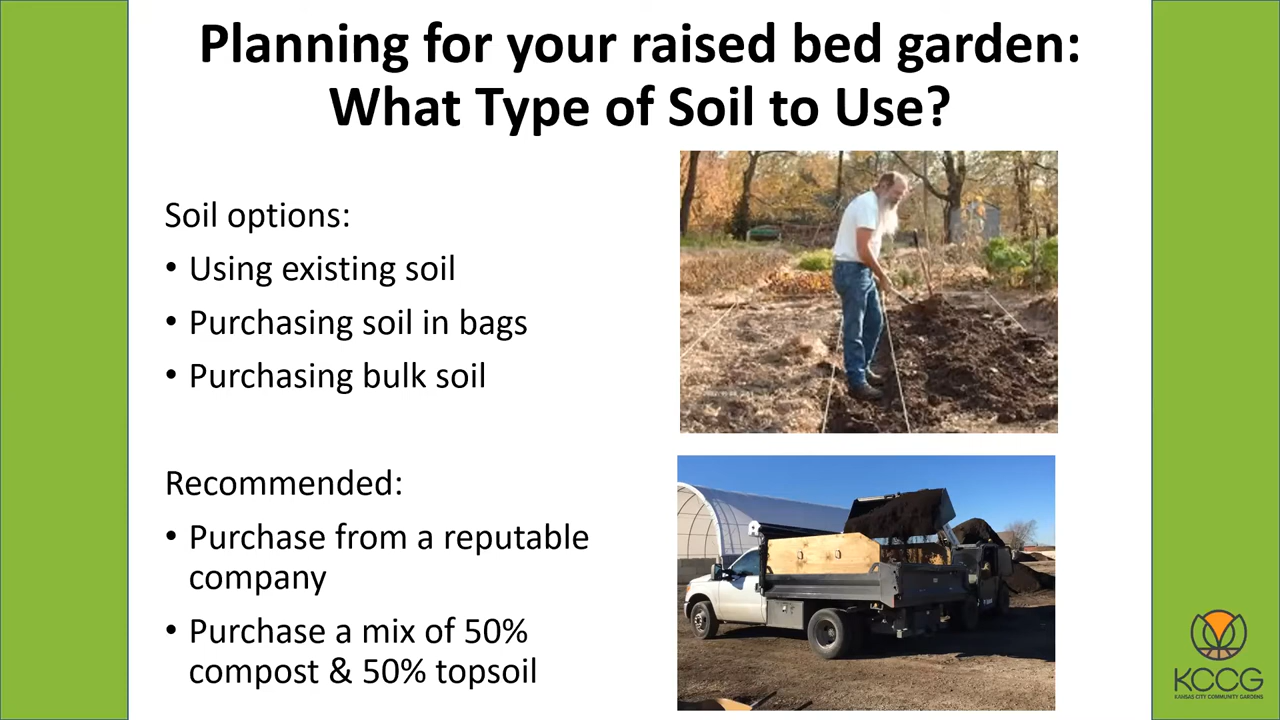 Planning for your raised bed garden:
What Type of Soil to Use?
Soil options:
• Using existing soil
• Purchasing soil in bags
• Purchasing bulk soil
Recommended:
• Purchase from a reputable
company
• Purchase a mix of 50%
compost & 50% topsoil
KCCG
KANSAS CITY COMMUNITY GARDENS